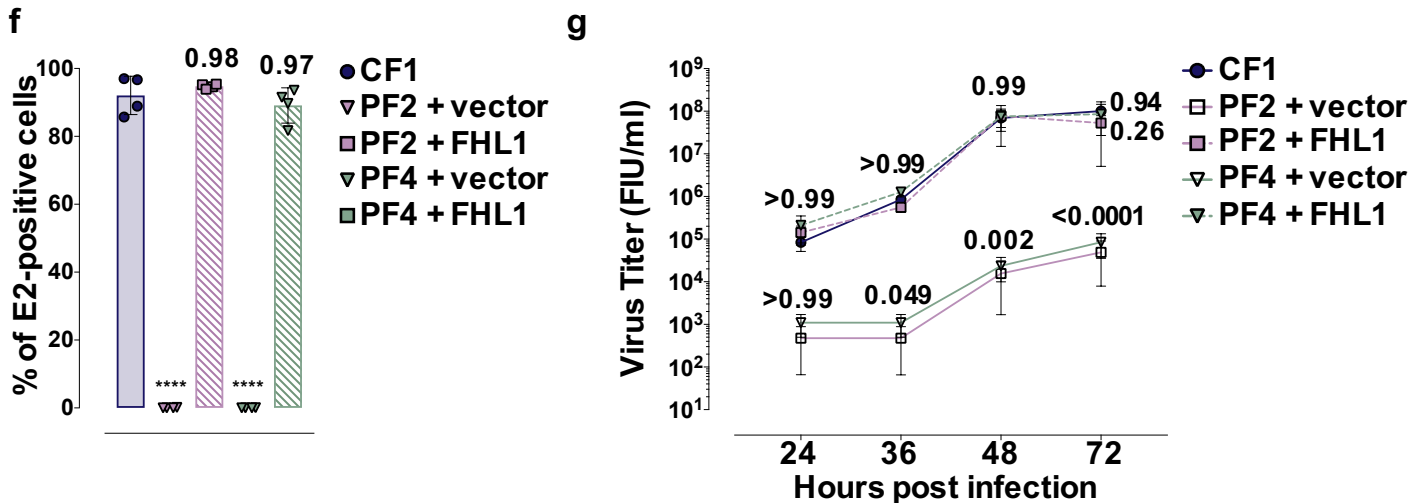 f
% of E2-positive cells
100
80
60
40
20
0
0.98
0.97
****
****
CF1
PF2 + vector
PF2 + FHL1
PF4 + vector
PF4 + FHL1
g
Virus Titer (FIU/ml)
10⁹
10⁸
10⁷
10⁶
10⁵
10⁴
10³
10²
10¹
0.99
0.94
0.26
>0.99
>0.99
<0.0001
0.002
>0.99
0.049
24
36
48
72
Hours post infection
CF1
PF2 + vector
PF2 + FHL1
PF4 + vector
PF4 + FHL1